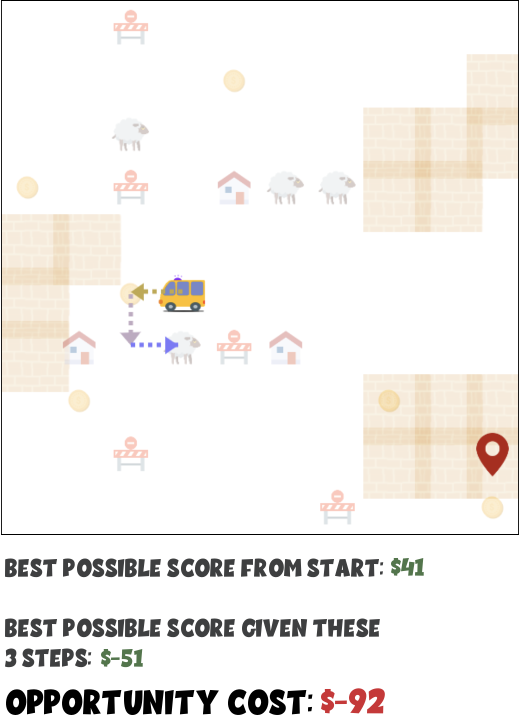 BEST POSSIBLE SCORE FROM START: $41
BEST POSSIBLE SCORE GIVEN THESE
3 STEPS: $-51
OPPORTUNITY COST: $-92